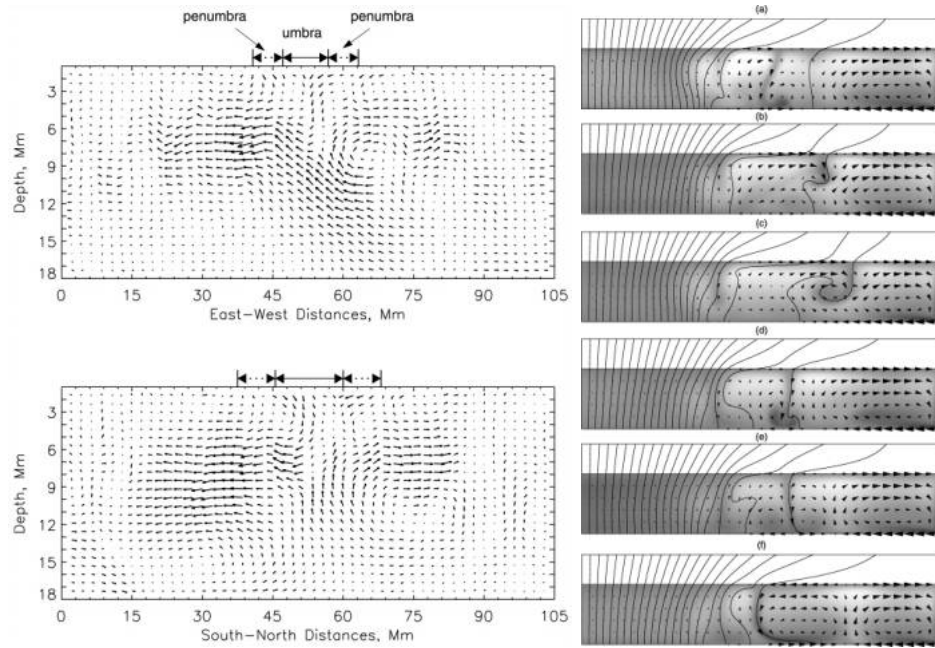 penumbra penumbra
umbra
3
6
9
12
15
18
Depth, Mm
0 15 30 45 60 75 90 105
East-West Distances, Mm
3
6
9
12
15
18
Depth, Mm
0 15 30 45 60 75 90 105
South-North Distances, Mm
(a)
(b)
(c)
(d)
(e)
(f)